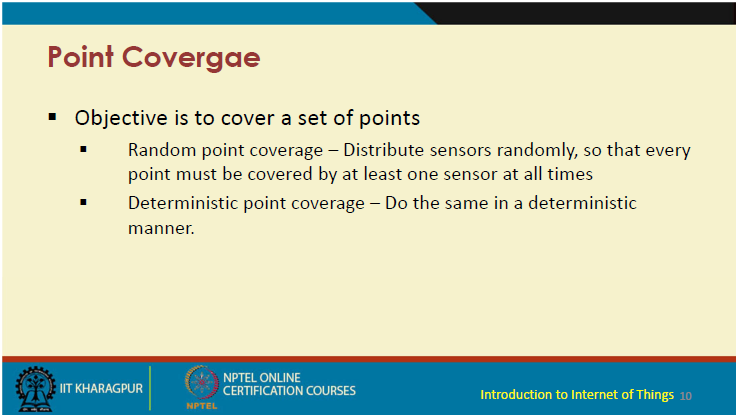 Point Covergae
▪ Objective is to cover a set of points
▪ Random point coverage – Distribute sensors randomly, so that every
point must be covered by at least one sensor at all times
▪ Deterministic point coverage – Do the same in a deterministic
manner.
IIT KHARAGPUR
NPTEL
NPTEL ONLINE
CERTIFICATION COURSES
Introduction to Internet of Things 10